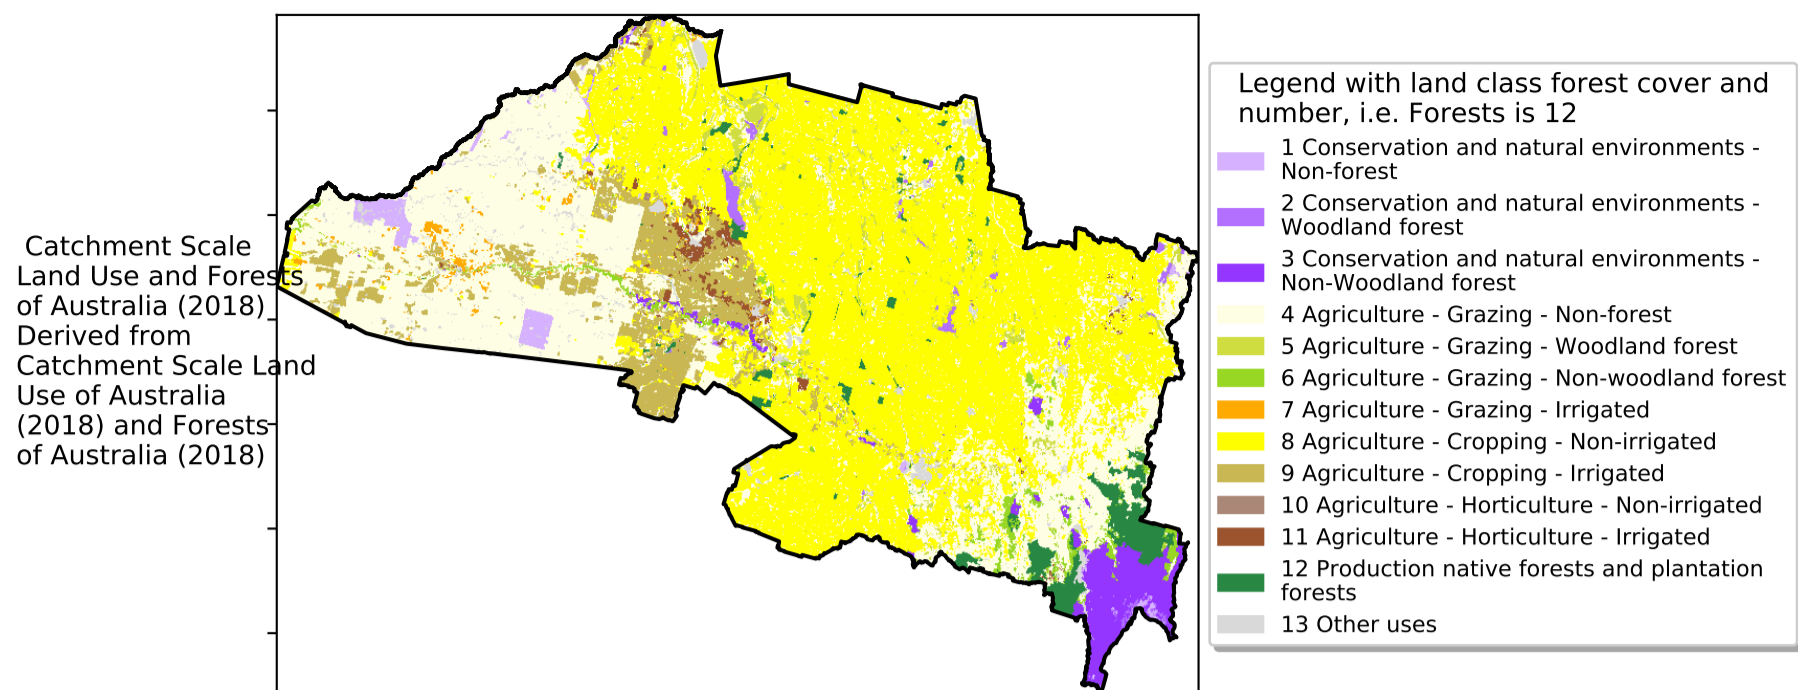 Catchment Scale
Land Use and Forests
of Australia (2018)
Derived from
Catchment Scale Land
Use of Australia
(2018) and Forests
of Australia (2018)
Legend with land class forest cover and
number, i.e. Forests is 12
1 Conservation and natural environments -
Non-forest
2 Conservation and natural environments -
Woodland forest
3 Conservation and natural environments -
Non-Woodland forest
4 Agriculture - Grazing - Non-forest
5 Agriculture - Grazing - Woodland forest
6 Agriculture - Grazing - Non-woodland forest
7 Agriculture - Grazing - Irrigated
8 Agriculture - Cropping - Non-irrigated
9 Agriculture - Cropping - Irrigated
10 Agriculture - Horticulture - Non-irrigated
11 Agriculture - Horticulture - Irrigated
12 Production native forests and plantation
forests
13 Other uses